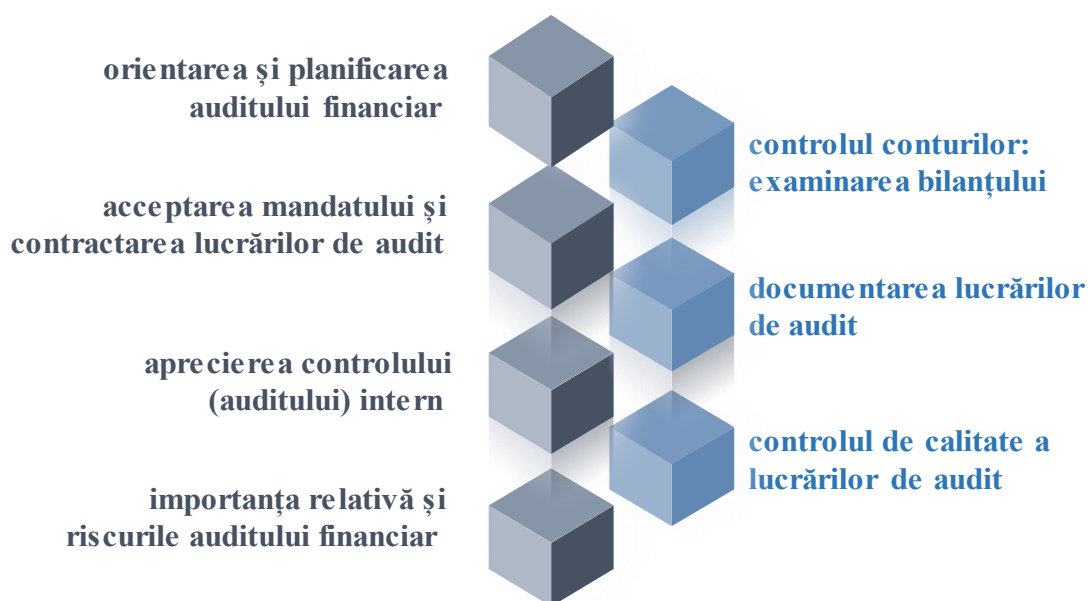 orientarea și planificarea
auditului financiar
controlul conturilor:
examinarea bilanțului
acceptarea mandatului și
contractarea lucrărilor de audit
documentarea lucrărilor
de audit
aprecierea controlului
(auditului) intern
controlul de calitate a
lucrărilor de audit
importanța relativă și
riscurile auditului financiar